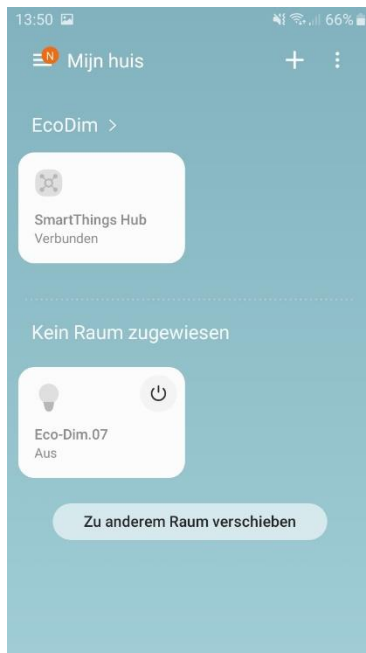 13:50 66%
N Mijn huis
EcoDim >
SmartThings Hub
Verbunden
Kein Raum zugewiesen
Eco-Dim.07
Aus
Zu anderem Raum verschieben